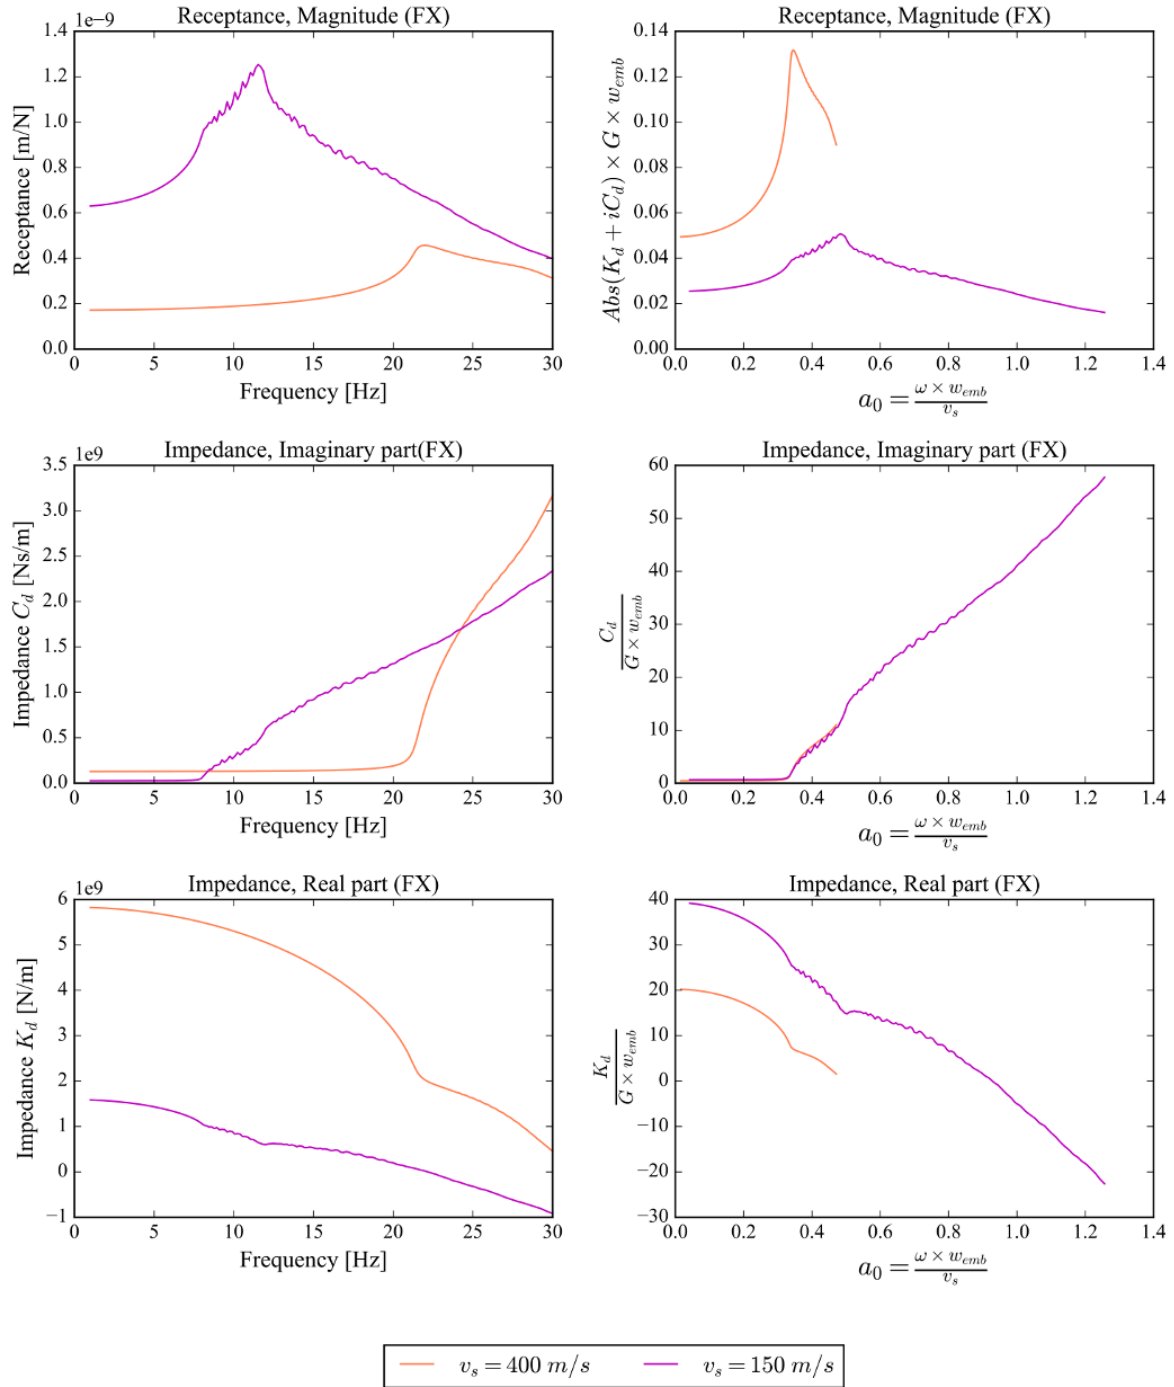 Receptance, Magnitude (FX)
1e−9
1.4
1.2
1.0
0.8
0.6
0.4
0.2
0.0
Receptance [m/N]
0 5 10 15 20 25 30
Frequency [Hz]
Receptance, Magnitude (FX)
0.14
0.12
0.10
0.08
0.06
0.04
0.02
0.00
Abs(K_d + iC_d) × G × w_emb
0.0 0.2 0.4 0.6 0.8 1.0 1.2 1.4
a_0 = ω × w_emb / v_s
Impedance, Imaginary part(FX)
1e9
3.5
3.0
2.5
2.0
1.5
1.0
0.5
0.0
Impedance C_d [Ns/m]
0 5 10 15 20 25 30
Frequency [Hz]
Impedance, Imaginary part (FX)
60
50
40
30
20
10
0
C_d / G × w_emb
0.0 0.2 0.4 0.6 0.8 1.0 1.2 1.4
a_0 = ω × w_emb / v_s
Impedance, Real part (FX)
1e9
6
5
4
3
2
1
0
−1
Impedance K_d [N/m]
0 5 10 15 20 25 30
Frequency [Hz]
Impedance, Real part (FX)
40
30
20
10
0
−10
−20
−30
K_d / G × w_emb
0.0 0.2 0.4 0.6 0.8 1.0 1.2 1.4
a_0 = ω × w_emb / v_s
v_s = 400 m/s v_s = 150 m/s